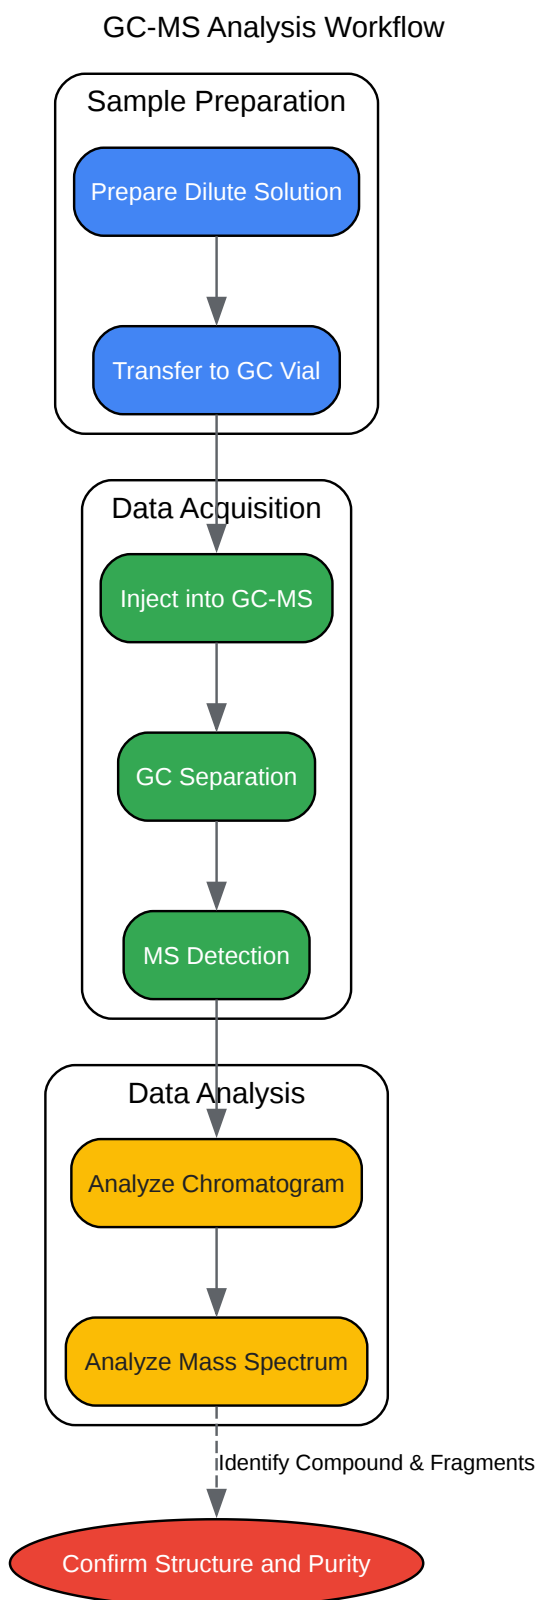 GC-MS Analysis Workflow
Sample Preparation
Prepare Dilute Solution
Transfer to GC Vial
Data Acquisition
Inject into GC-MS
GC Separation
MS Detection
Data Analysis
Analyze Chromatogram
Analyze Mass Spectrum
Identify Compound & Fragments
Confirm Structure and Purity